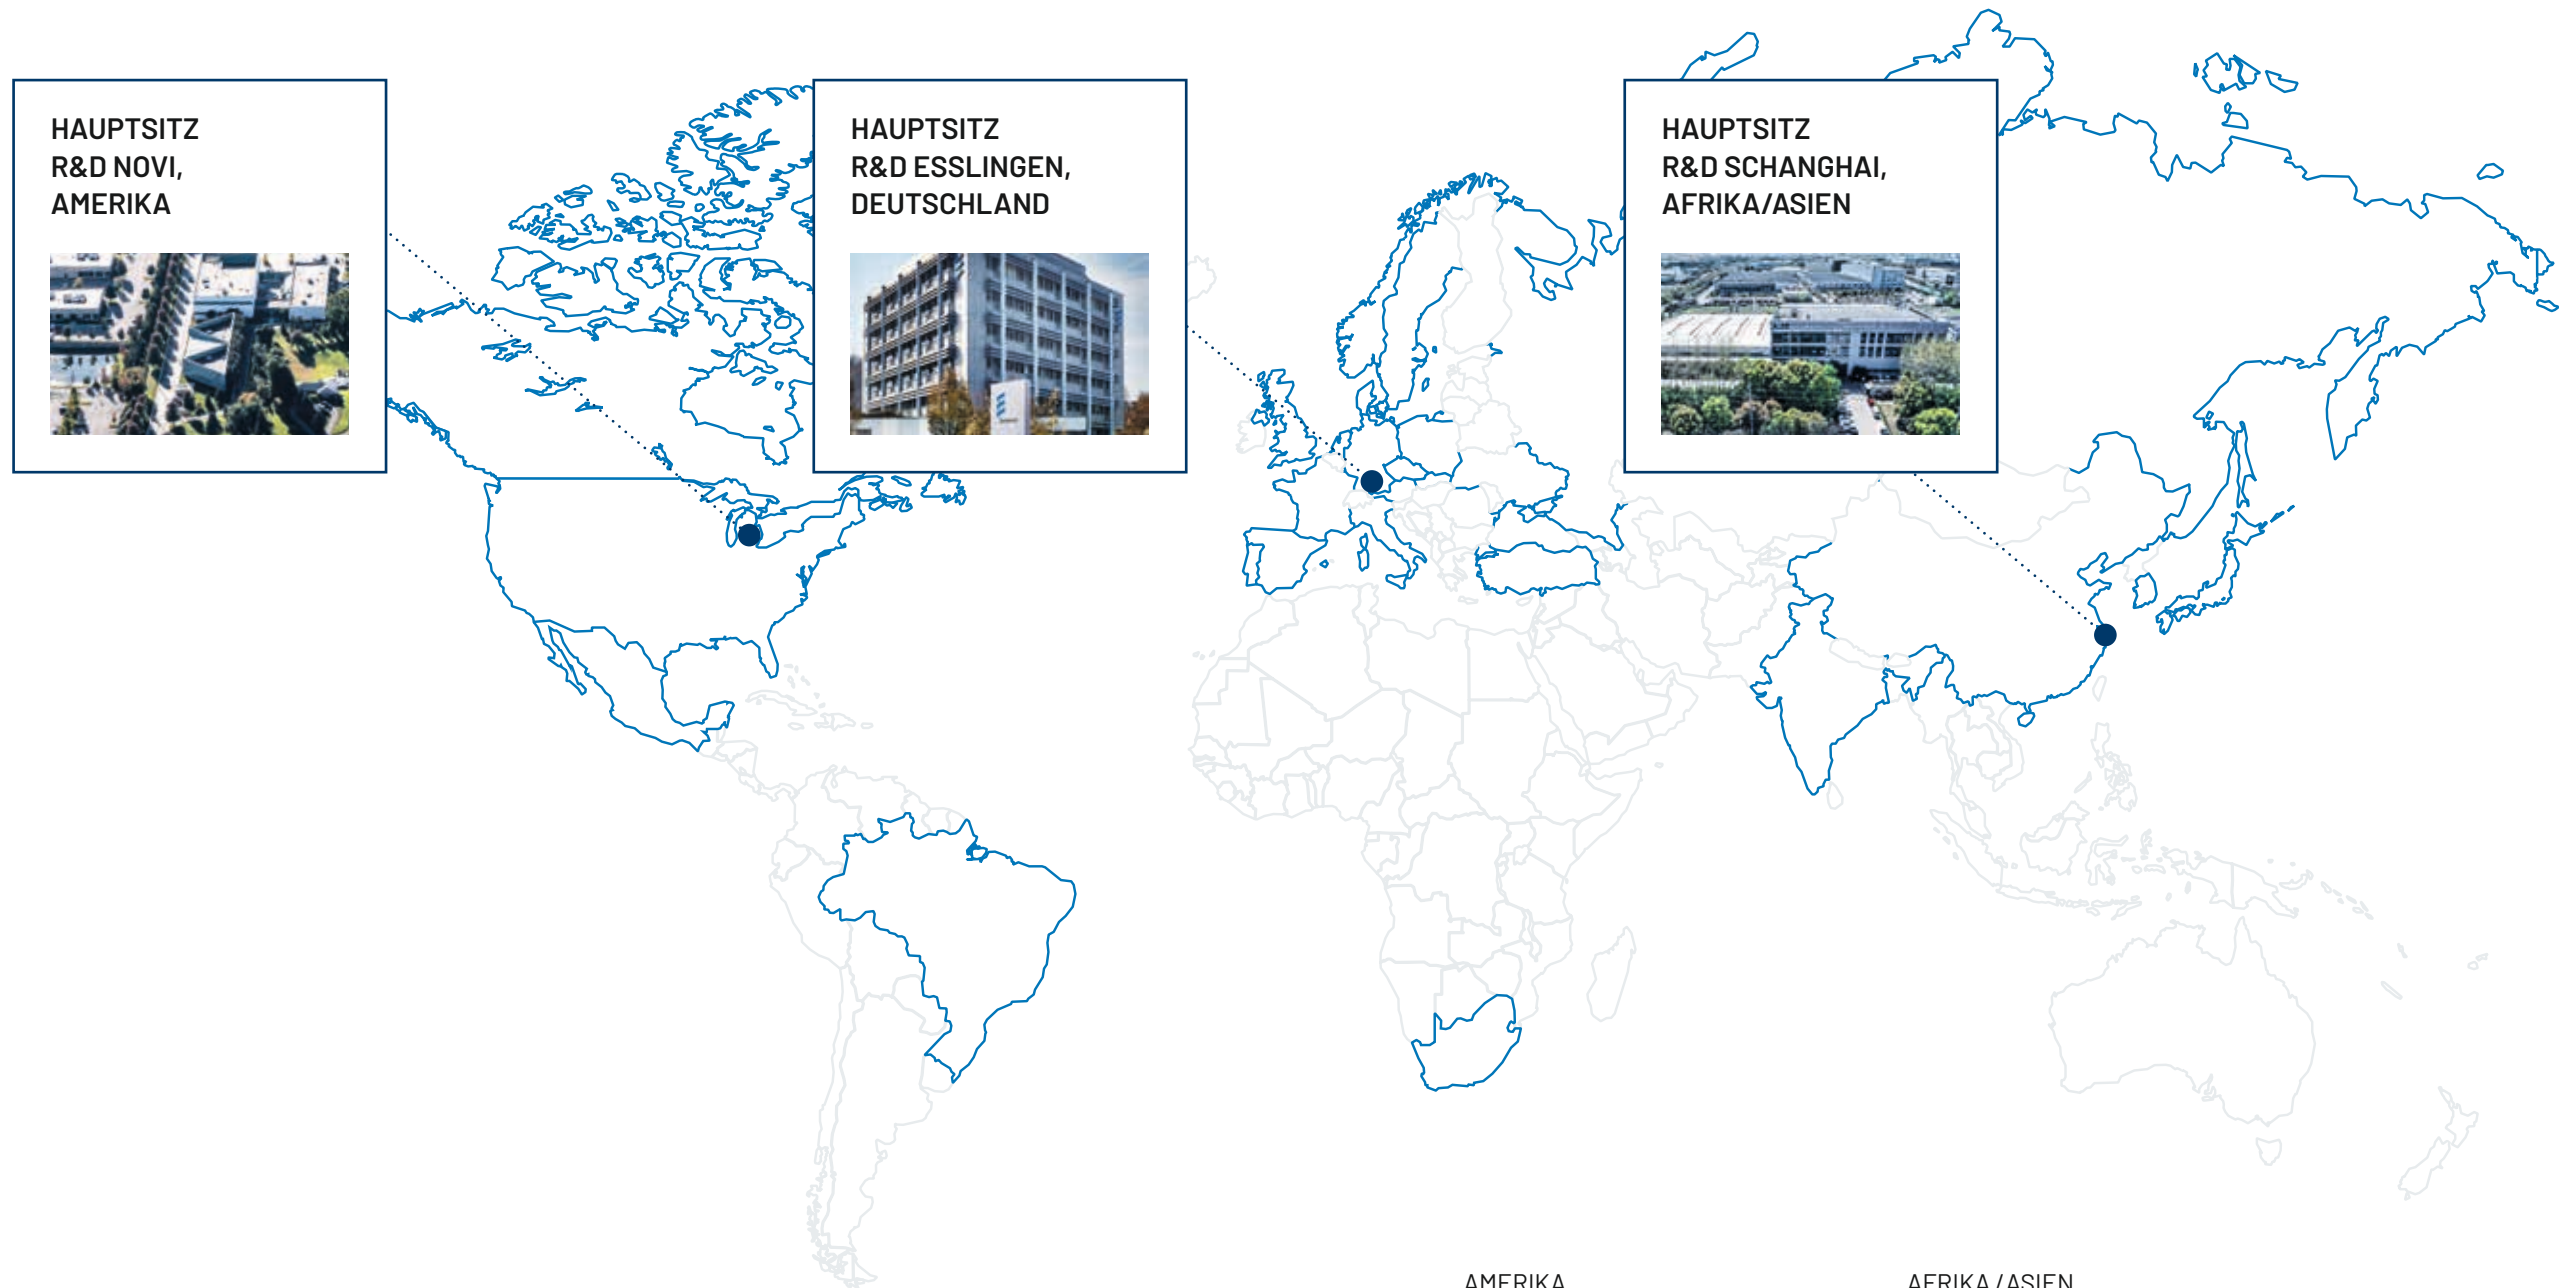 HAUPTSITZ
R&D NOVI,
AMERIKA
HAUPTSITZ
R&D ESSLINGEN,
DEUTSCHLAND
HAUPTSITZ
R&D SCHANGHAI,
AFRIKA/ASIEN
AMERIKA
AFRIKA / ASIEN